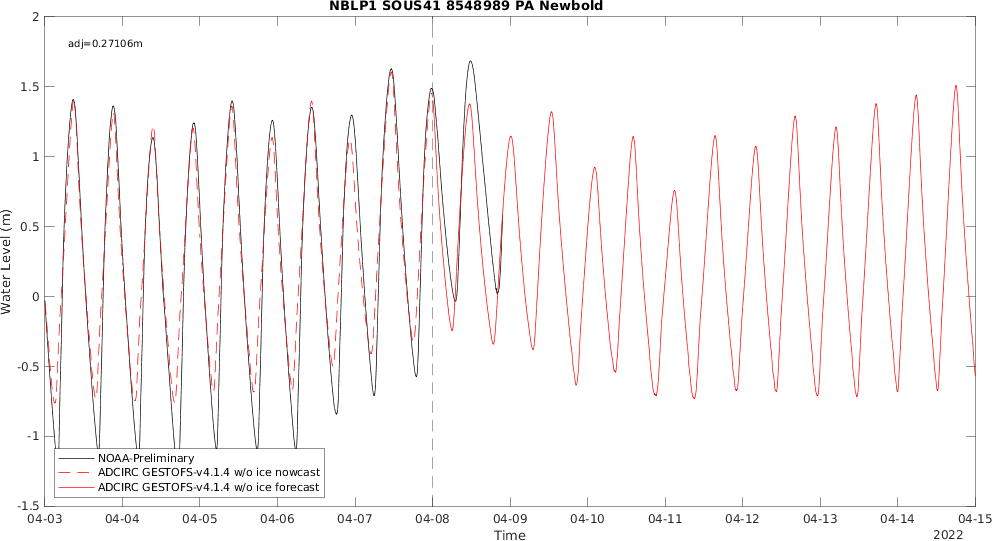 NBLP1 SOUS41 8548989 PA Newbold
adj=0.27106m
2
1.5
1
0.5
0
-0.5
-1
-1.5
Water Level (m)
NOAA-Preliminary
ADCIRC GESTOFS-v4.1.4 w/o ice nowcast
ADCIRC GESTOFS-v4.1.4 w/o ice forecast
04-03 04-04 04-05 04-06 04-07 04-08 04-09 04-10 04-11 04-12 04-13 04-14 04-15
Time
2022